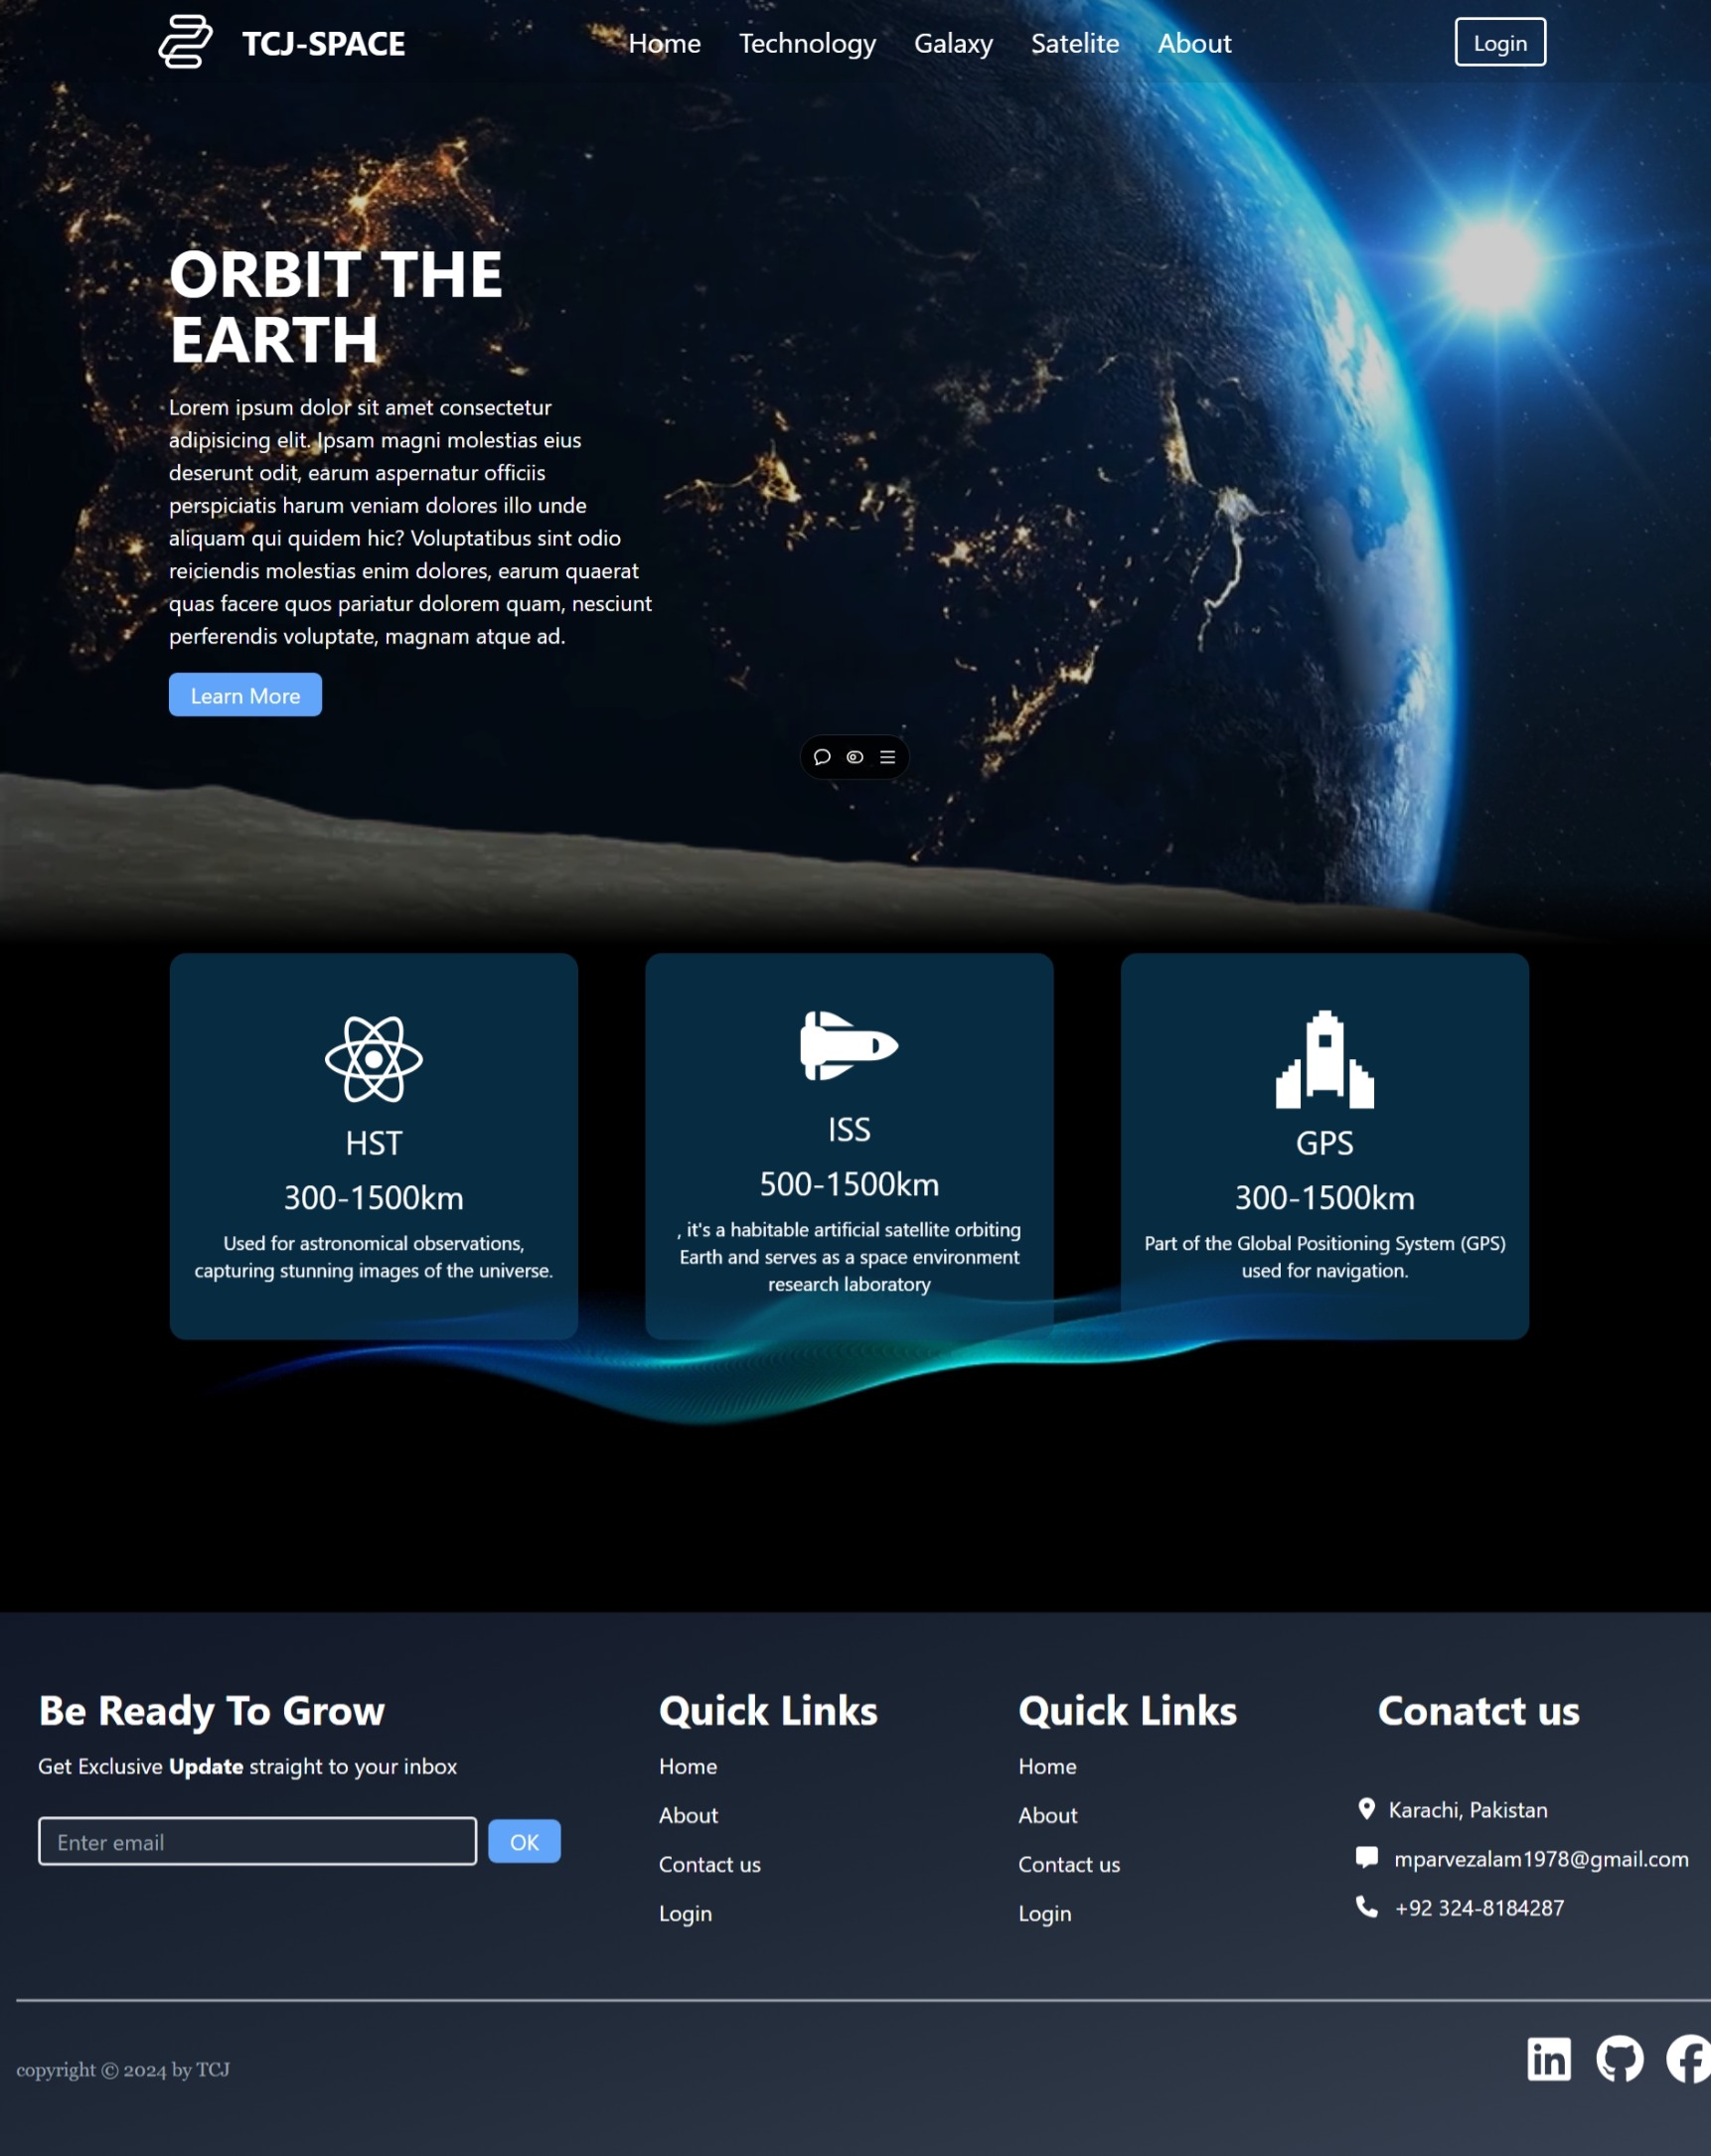 TCJ-SPACE
Home Technology Galaxy Satelite About
Login
ORBIT THE
EARTH
Lorem ipsum dolor sit amet consectetur
adipisicing elit. Ipsam magni molestias eius
deserunt odit, earum aspernatur officiis
perspiciatis harum veniam dolores illo unde
aliquam qui quidem hic? Voluptatibus sint odio
reiciendis molestias enim dolores, earum quaerat
quas facere quos pariatur dolorem quam, nesciunt
perferendis voluptate, magnam atque ad.
Learn More
HST
300-1500km
Used for astronomical observations,
capturing stunning images of the universe.
ISS
500-1500km
, it's a habitable artificial satellite orbiting
Earth and serves as a space environment
research laboratory
GPS
300-1500km
Part of the Global Positioning System (GPS)
used for navigation.
Be Ready To Grow
Get Exclusive Update straight to your inbox
Enter email
OK
Quick Links
Home
About
Contact us
Login
Quick Links
Home
About
Contact us
Login
Conatct us
Karachi, Pakistan
mparvezalam1978@gmail.com
+92 324-8184287
copyright © 2024 by TCJ
in